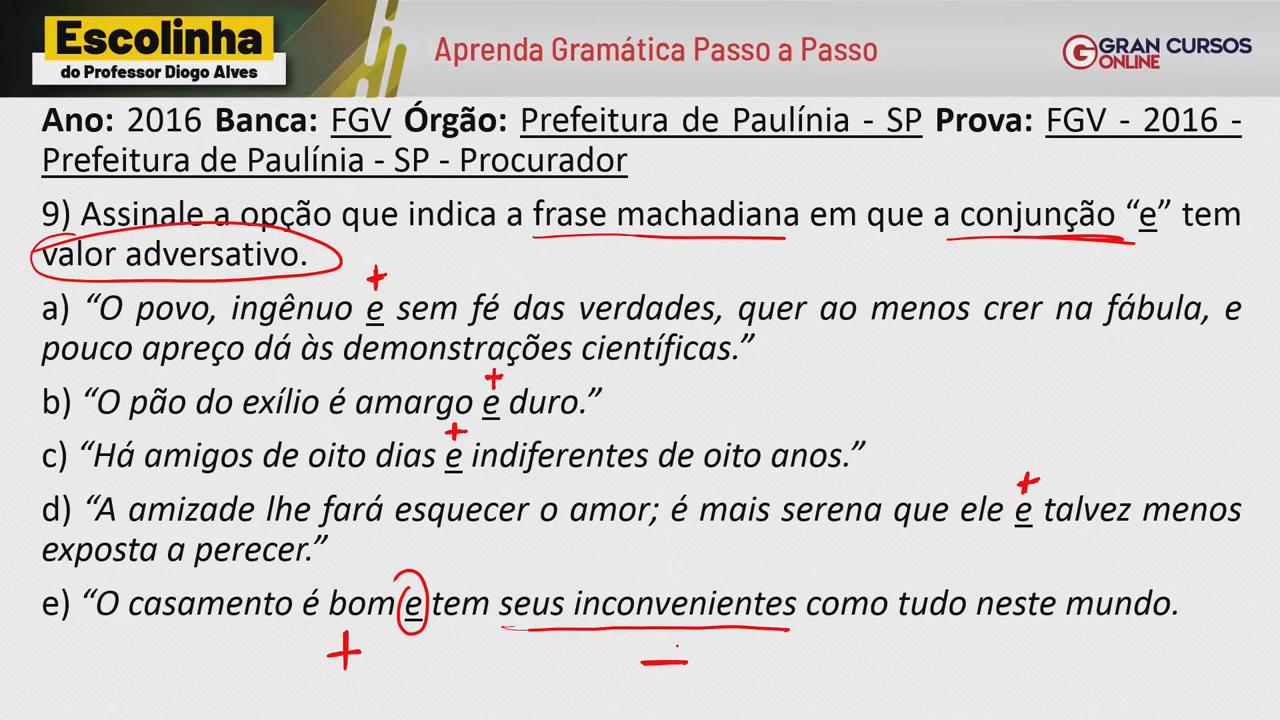 Escolinha
do Professor Diogo Alves
Aprenda Gramática Passo a Passo
GRAN CURSOS
ONLINE
Ano: 2016 Banca: FGV Órgão: Prefeitura de Paulínia - SP Prova: FGV - 2016 -
Prefeitura de Paulínia - SP - Procurador
9) Assinale a opção que indica a frase machadiana em que a conjunção “e” tem
valor adversativo.
+
a) “O povo, ingênuo e sem fé das verdades, quer ao menos crer na fábula, e
pouco apreço dá às demonstrações científicas.”
+
b) “O pão do exílio é amargo e duro.”
+
c) “Há amigos de oito dias e indiferentes de oito anos.”
+
d) “A amizade lhe fará esquecer o amor; é mais serena que ele e talvez menos
exposta a perecer.”
e) “O casamento é bom e tem seus inconvenientes como tudo neste mundo.
+ —